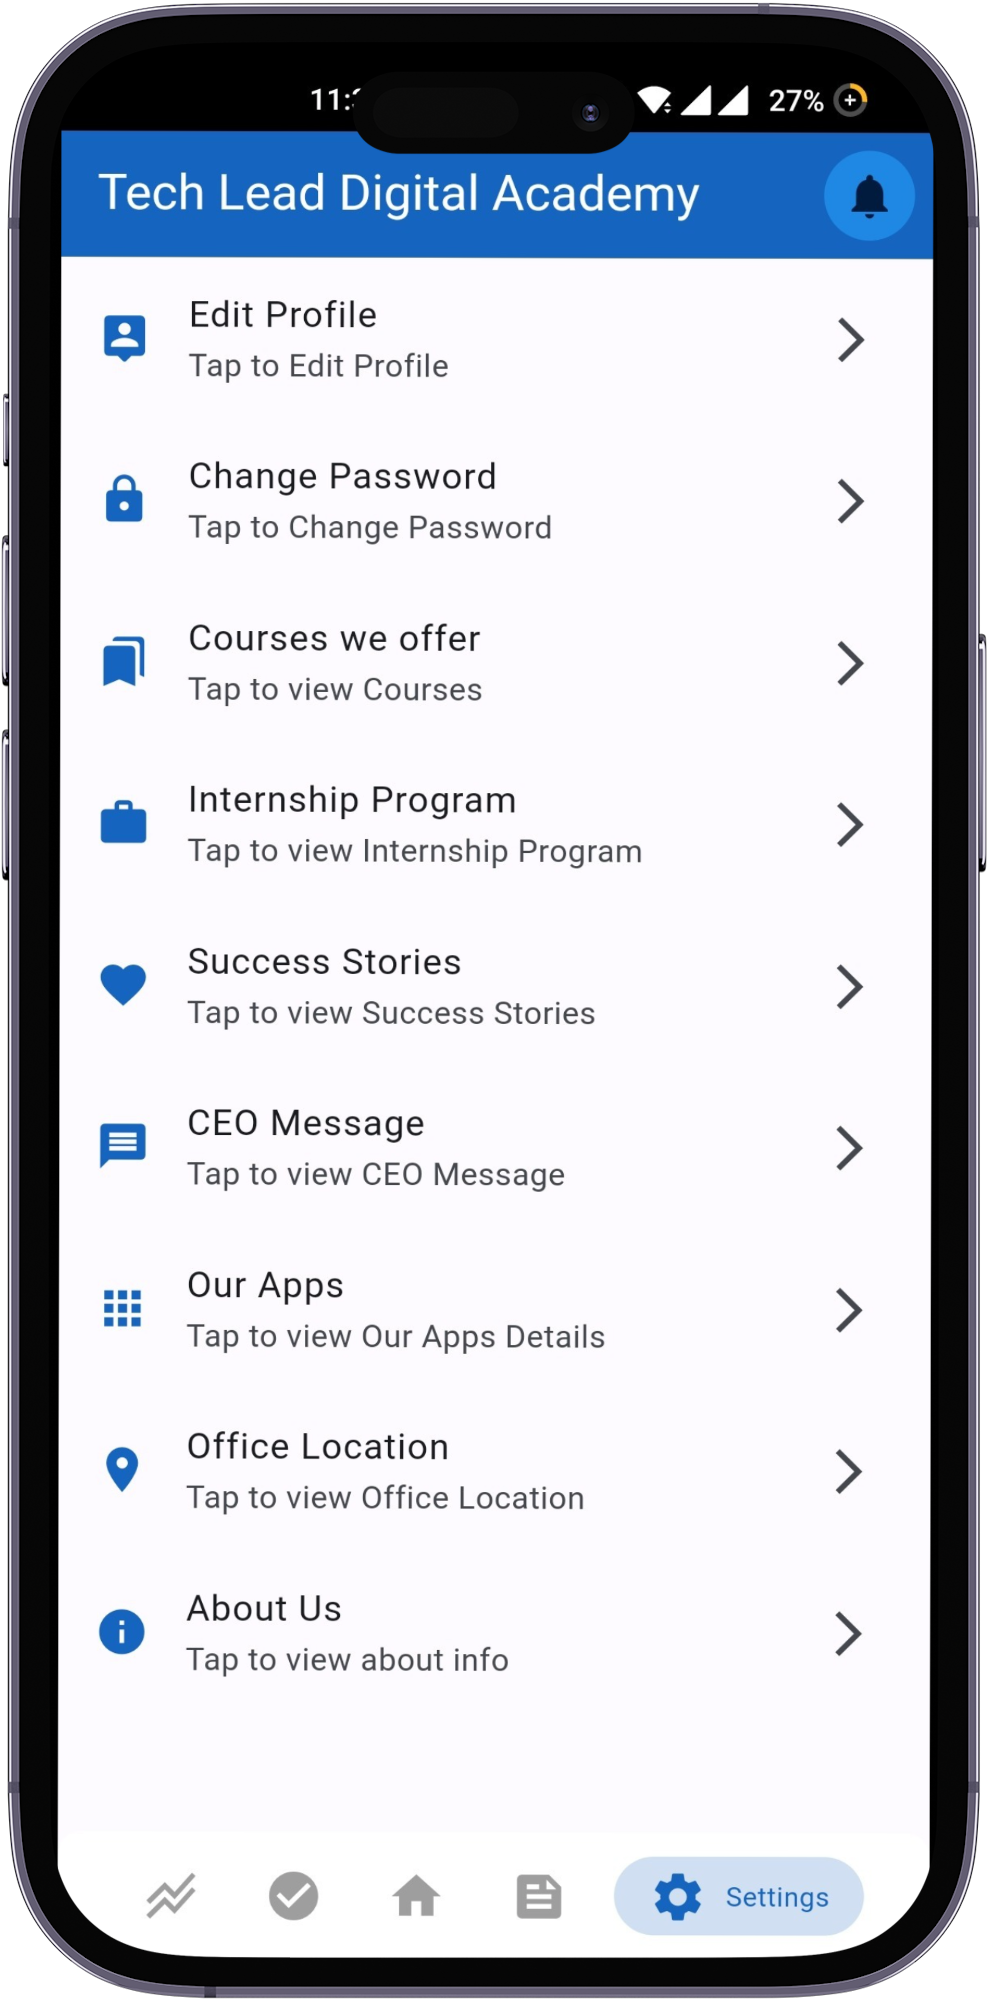 27%
Tech Lead Digital Academy
Edit Profile
Tap to Edit Profile
Change Password
Tap to Change Password
Courses we offer
Tap to view Courses
Internship Program
Tap to view Internship Program
Success Stories
Tap to view Success Stories
CEO Message
Tap to view CEO Message
Our Apps
Tap to view Our Apps Details
Office Location
Tap to view Office Location
About Us
Tap to view about info
Settings